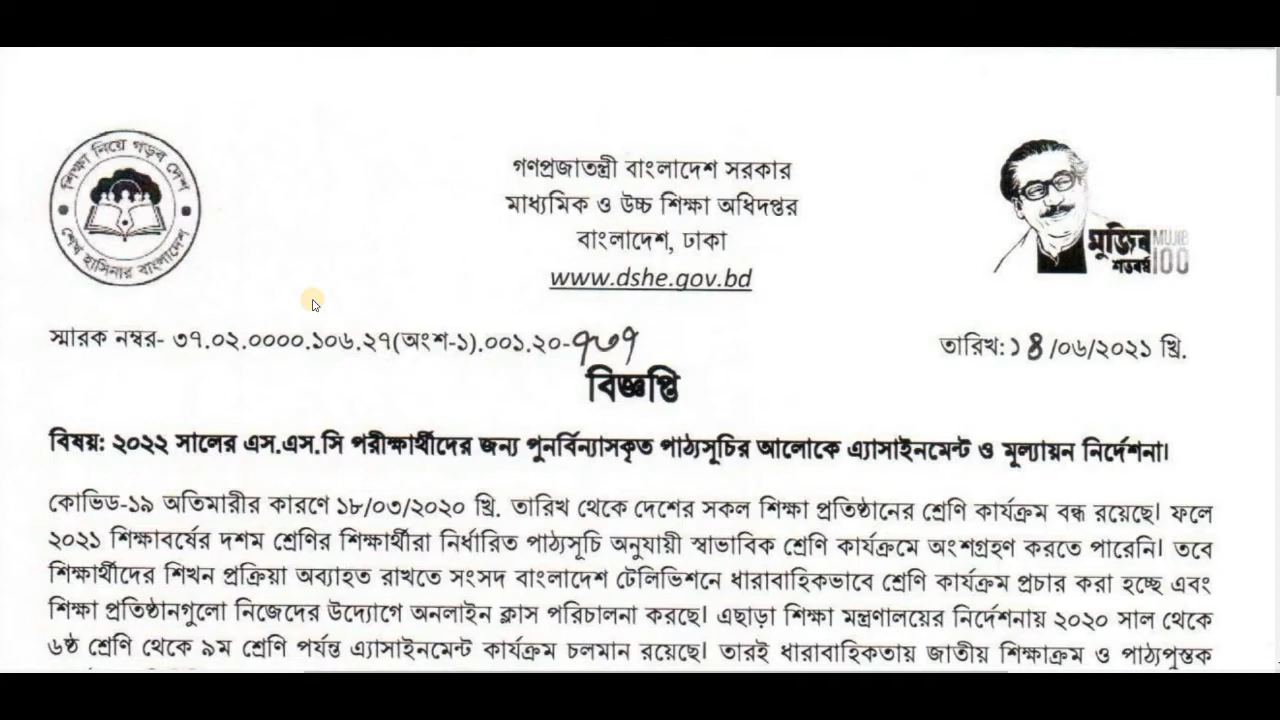 শিক্ষা নিয়ে গড়ব দেশ
শেখ হাসিনার বাংলাদেশ
গণপ্রজাতন্ত্রী বাংলাদেশ সরকার
মাধ্যমিক ও উচ্চ শিক্ষা অধিদপ্তর
বাংলাদেশ, ঢাকা
www.dshe.gov.bd
মুজিব MUJIB
শতবর্ষ 100
স্মারক নম্বর- ৩৭.০২.০০০০.১০৬.২৭(অংশ-১).০০১.২০-৭৩৭
তারিখ:১৪/০৬/২০২১ খ্রি.
বিজ্ঞপ্তি
বিষয়: ২০২২ সালের এস.এস.সি পরীক্ষার্থীদের জন্য পুনর্বিন্যাসকৃত পাঠ্যসূচির আলোকে এ্যাসাইনমেন্ট ও মূল্যায়ন নির্দেশনা।
কোভিড-১৯ অতিমারীর কারণে ১৮/০৩/২০২০ খ্রি. তারিখ থেকে দেশের সকল শিক্ষা প্রতিষ্ঠানের শ্রেণি কার্যক্রম বন্ধ রয়েছে। ফলে
২০২১ শিক্ষাবর্ষের দশম শ্রেণির শিক্ষার্থীরা নির্ধারিত পাঠ্যসূচি অনুযায়ী স্বাভাবিক শ্রেণি কার্যক্রমে অংশগ্রহণ করতে পারেনি। তবে
শিক্ষার্থীদের শিখন প্রক্রিয়া অব্যাহত রাখতে সংসদ বাংলাদেশ টেলিভিশনে ধারাবাহিকভাবে শ্রেণি কার্যক্রম প্রচার করা হচ্ছে এবং
শিক্ষা প্রতিষ্ঠানগুলো নিজেদের উদ্যোগে অনলাইন ক্লাস পরিচালনা করছে। এছাড়া শিক্ষা মন্ত্রণালয়ের নির্দেশনায় ২০২০ সাল থেকে
৬ষ্ঠ শ্রেণি থেকে ৯ম শ্রেণি পর্যন্ত এ্যাসাইনমেন্ট কার্যক্রম চলমান রয়েছে। তারই ধারাবাহিকতায় জাতীয় শিক্ষাক্রম ও পাঠ্যপুস্তক